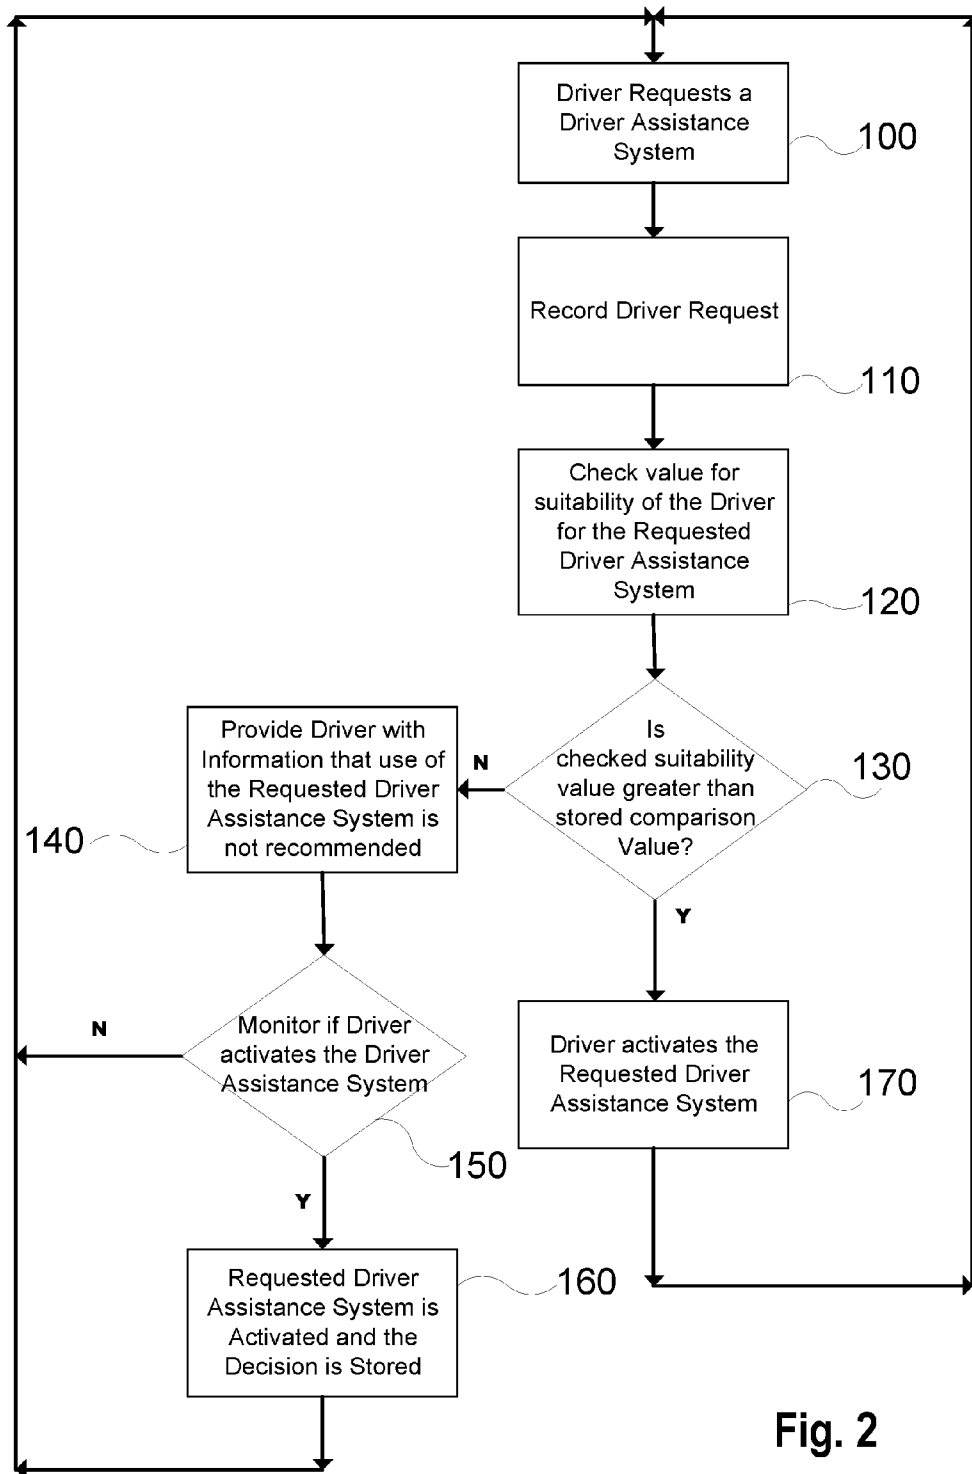 Driver Requests a
Driver Assistance
System
100
Record Driver Request
110
Check value for
suitability of the Driver
for the Requested
Driver Assistance
System
120
Is
checked suitability
value greater than
stored comparison
Value?
130
N
Y
Provide Driver with
Information that use of
the Requested Driver
Assistance System is
not recommended
140
Monitor if Driver
activates the Driver
Assistance System
150
N
Y
Driver activates the
Requested Driver
Assistance System
170
Requested Driver
Assistance System is
Activated and the
Decision is Stored
160
Fig. 2